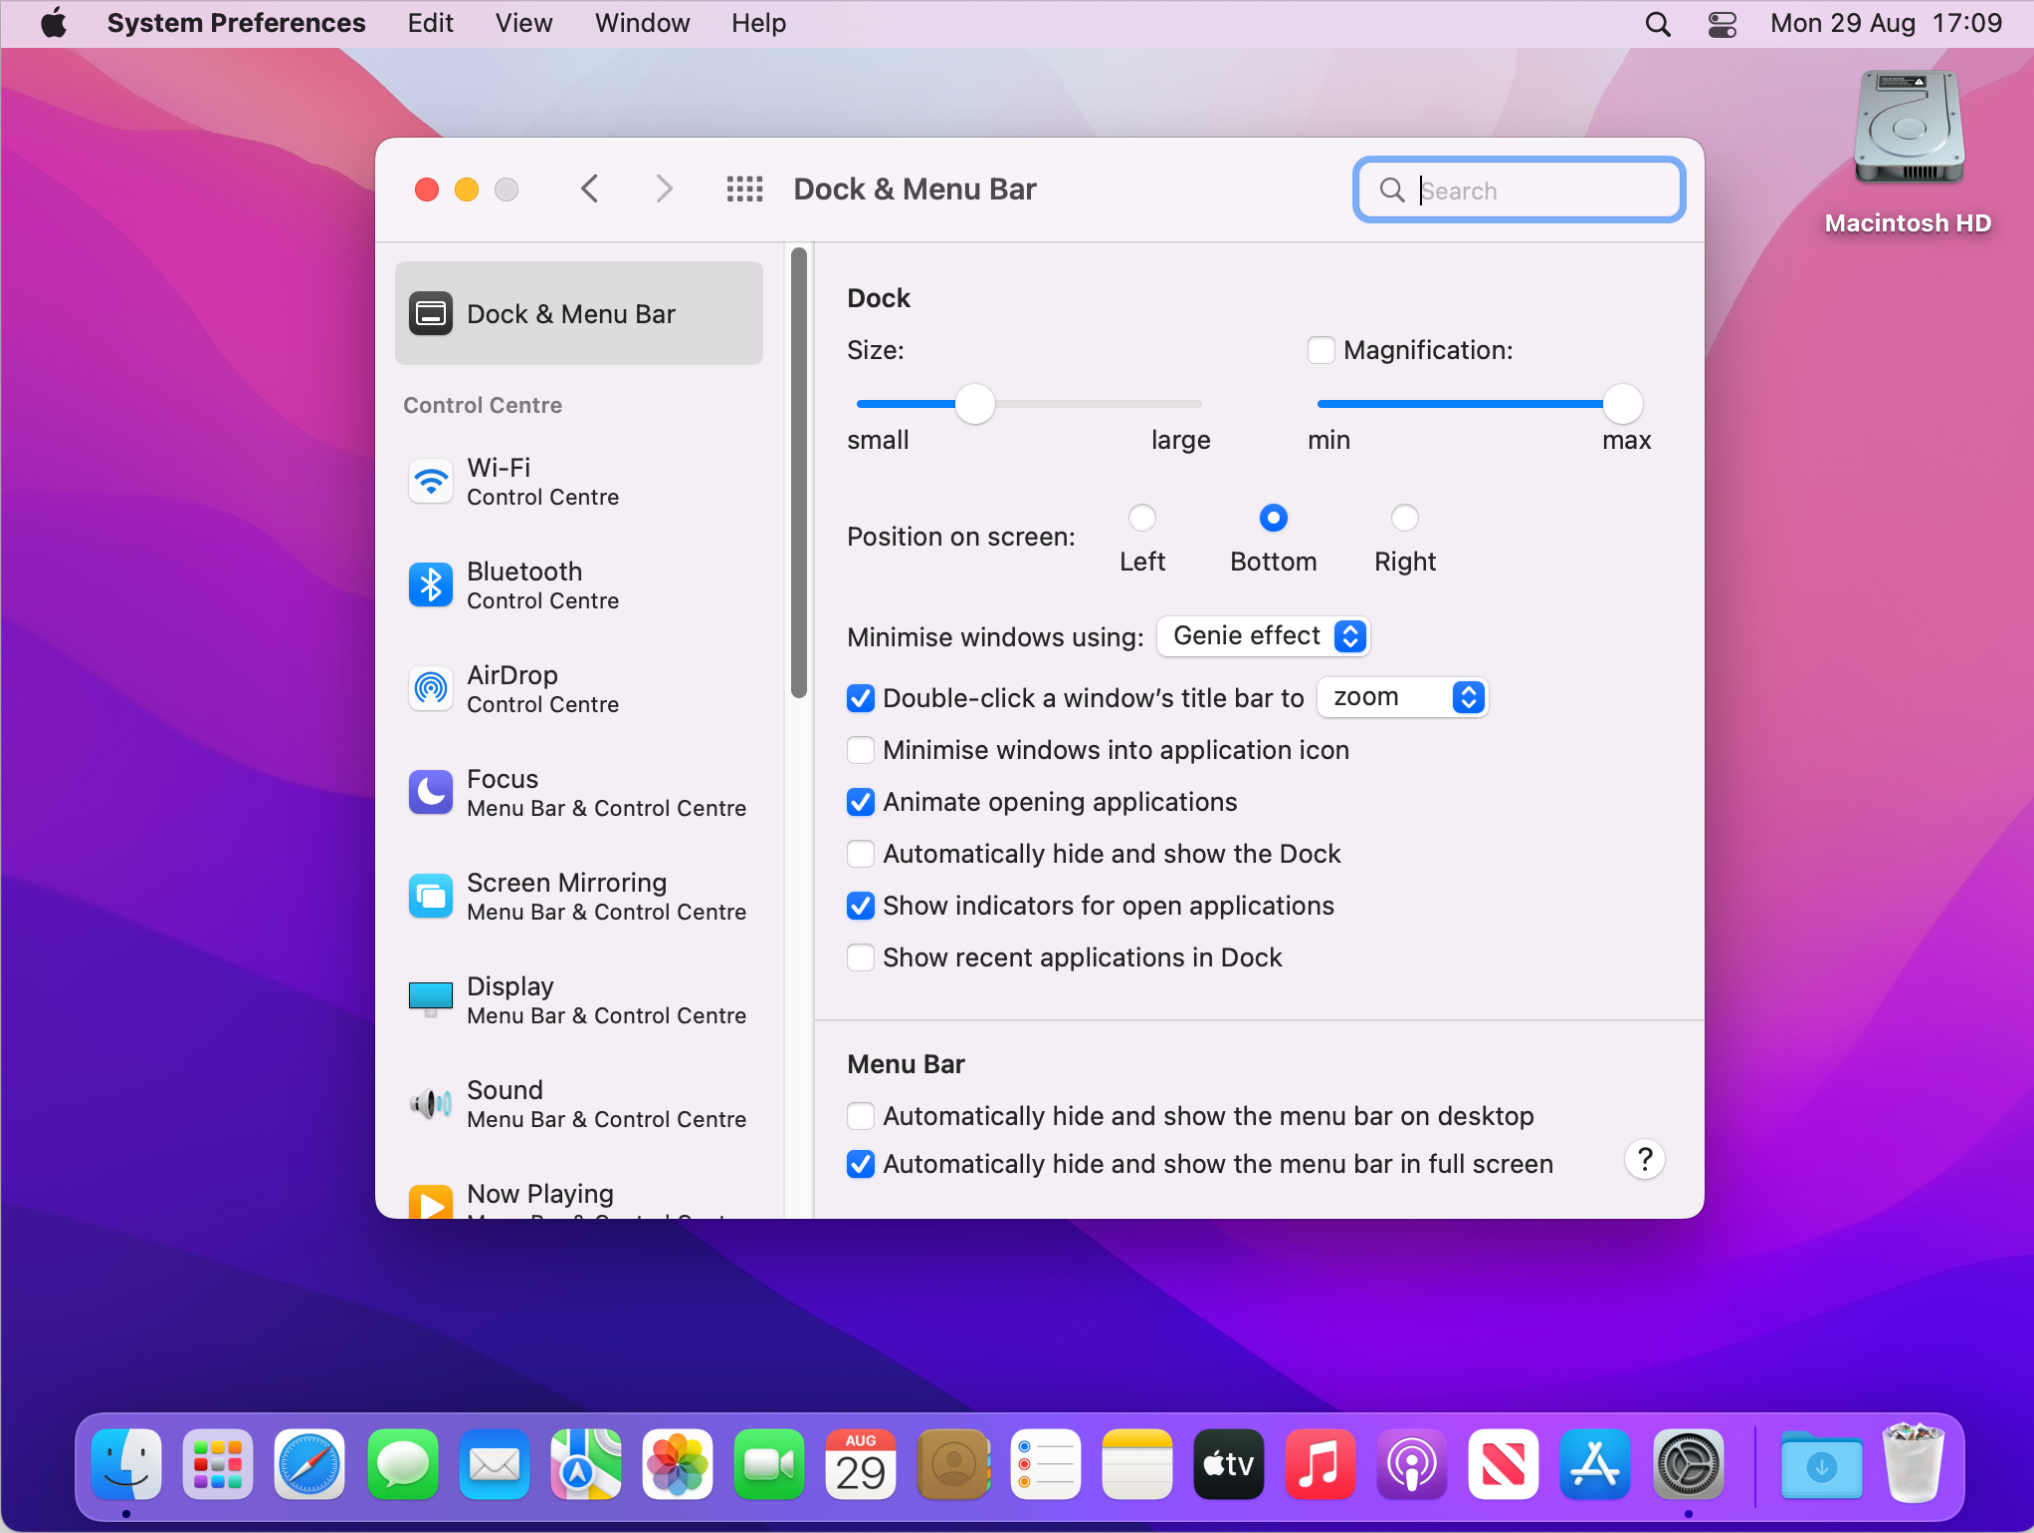 System Preferences Edit View Window Help Mon 29 Aug 17:09
Macintosh HD
Dock & Menu Bar
Search
Dock & Menu Bar
Control Centre
Wi-Fi
Control Centre
Bluetooth
Control Centre
AirDrop
Control Centre
Focus
Menu Bar & Control Centre
Screen Mirroring
Menu Bar & Control Centre
Display
Menu Bar & Control Centre
Sound
Menu Bar & Control Centre
Now Playing
Dock
Size: Magnification:
small large min max
Position on screen: Left Bottom Right
Minimise windows using: Genie effect
Double-click a window’s title bar to zoom
Minimise windows into application icon
Animate opening applications
Automatically hide and show the Dock
Show indicators for open applications
Show recent applications in Dock
Menu Bar
Automatically hide and show the menu bar on desktop
Automatically hide and show the menu bar in full screen
?
AUG
29
tv